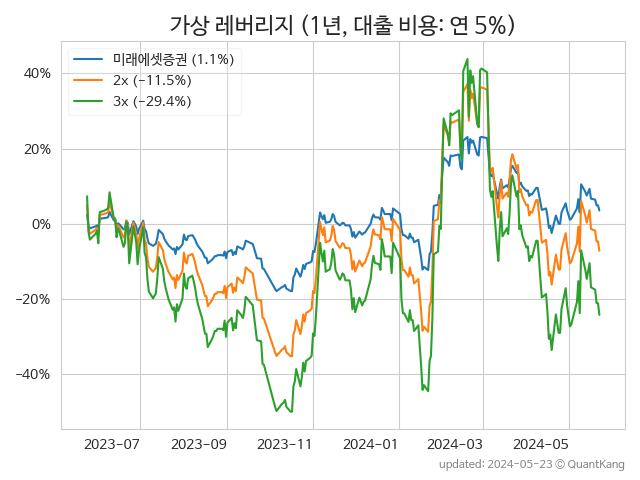 가상 레버리지 (1년, 대출 비용: 연 5%)
미래에셋증권 (1.1%)
2x (−11.5%)
3x (−29.4%)
40%
20%
0%
−20%
−40%
2023-07 2023-09 2023-11 2024-01 2024-03 2024-05
updated: 2024-05-23 © QuantKang